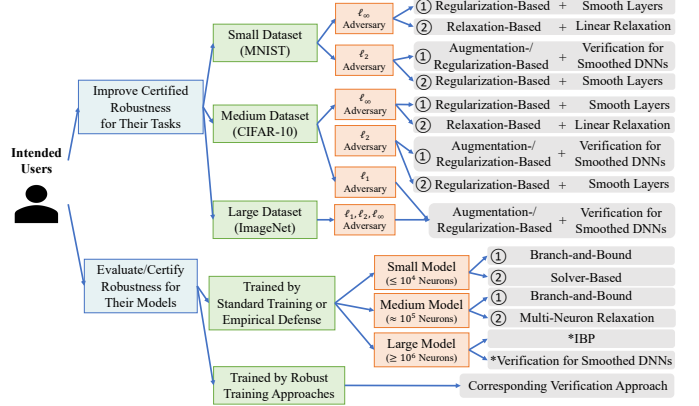 ① Regularization-Based + Smooth Layers
Small Dataset
(MNIST)
ℓ∞
Adversary
② Relaxation-Based + Linear Relaxation
ℓ2
Adversary
① Augmentation-/
Regularization-Based + Verification for
Smoothed DNNs
② Regularization-Based + Smooth Layers
Improve Certified
Robustness
for Their Tasks
Medium Dataset
(CIFAR-10)
ℓ∞
Adversary
① Regularization-Based + Smooth Layers
② Relaxation-Based + Linear Relaxation
ℓ2
Adversary
① Augmentation-/
Regularization-Based + Verification for
Smoothed DNNs
② Regularization-Based + Smooth Layers
ℓ1
Adversary
Intended
Users
Large Dataset
(ImageNet)
ℓ1, ℓ2, ℓ∞
Adversary
Augmentation-/
Regularization-Based + Verification for
Smoothed DNNs
Evaluate/Certify
Robustness for
Their Models
Trained by
Standard Training or
Empirical Defense
Small Model
(≤ 10⁴ Neurons)
① Branch-and-Bound
② Solver-Based
Medium Model
(≈ 10⁵ Neurons)
① Branch-and-Bound
② Multi-Neuron Relaxation
Large Model
(≥ 10⁶ Neurons)
*IBP
*Verification for Smoothed DNNs
Trained by Robust
Training Approaches
Corresponding Verification Approach